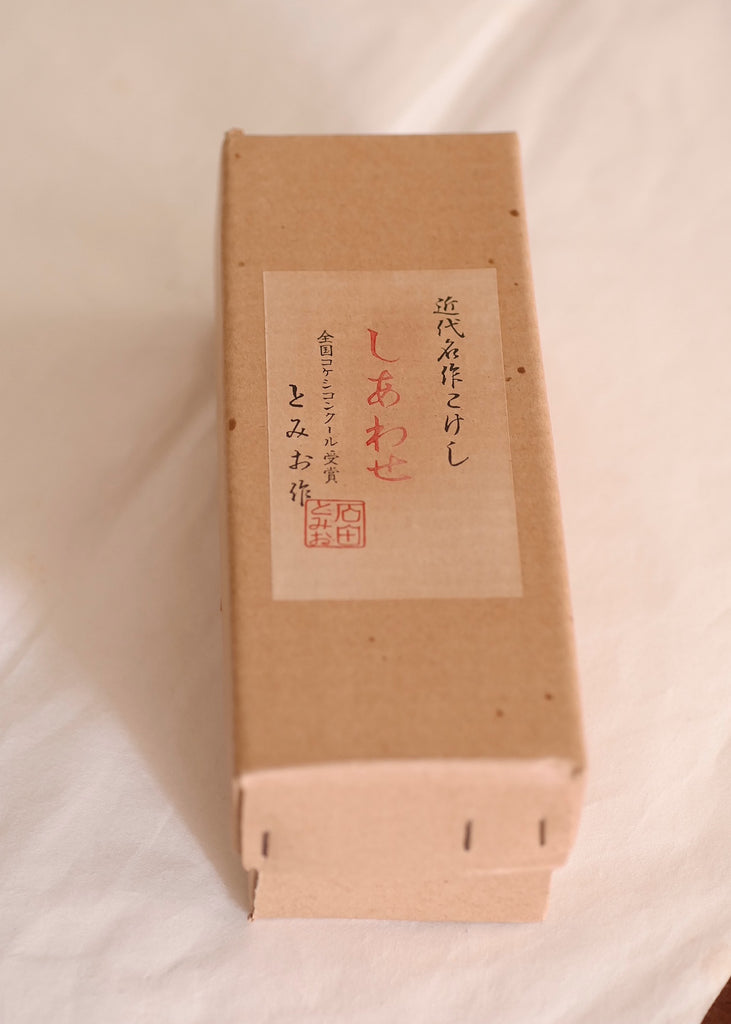 近代名作こけし
しあわせ
全国コケシコンクール受賞
とみお作
石田
とみお